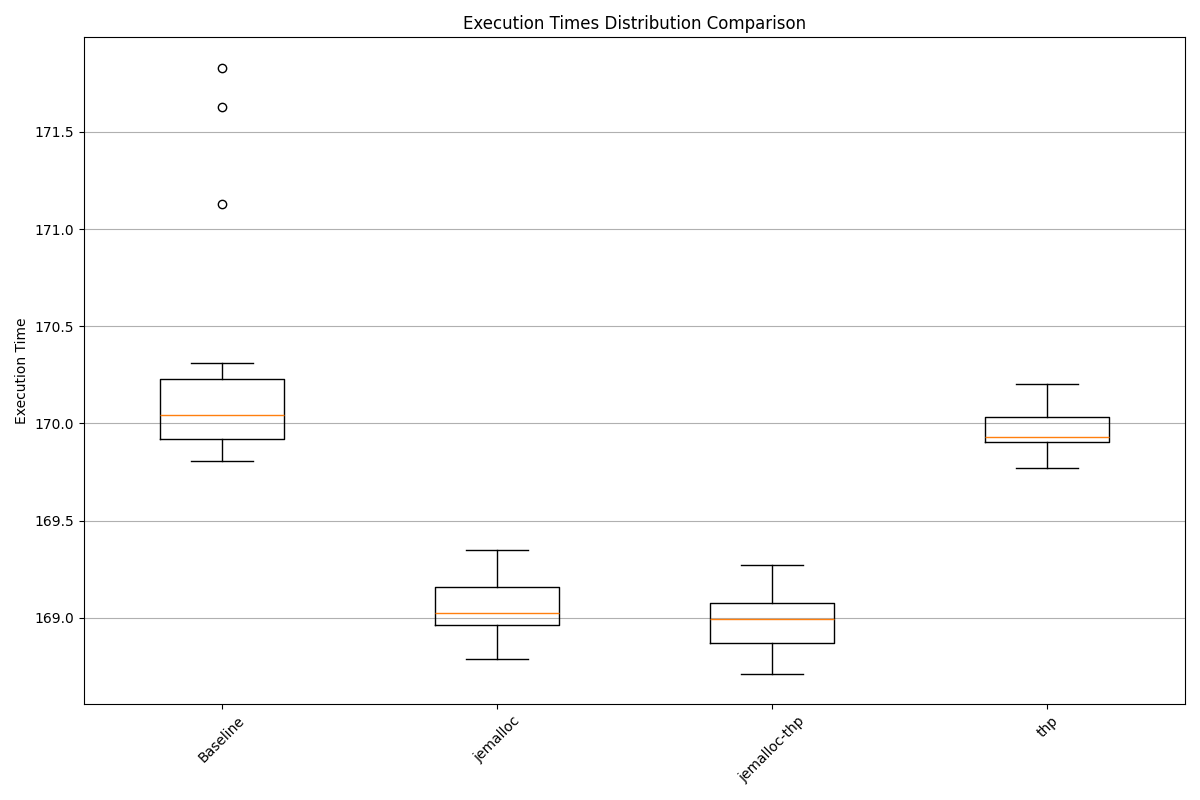 Execution Times Distribution Comparison
171.5
171.0
170.5
170.0
169.5
169.0
Execution Time
Baseline
jemalloc
jemalloc-thp
thp